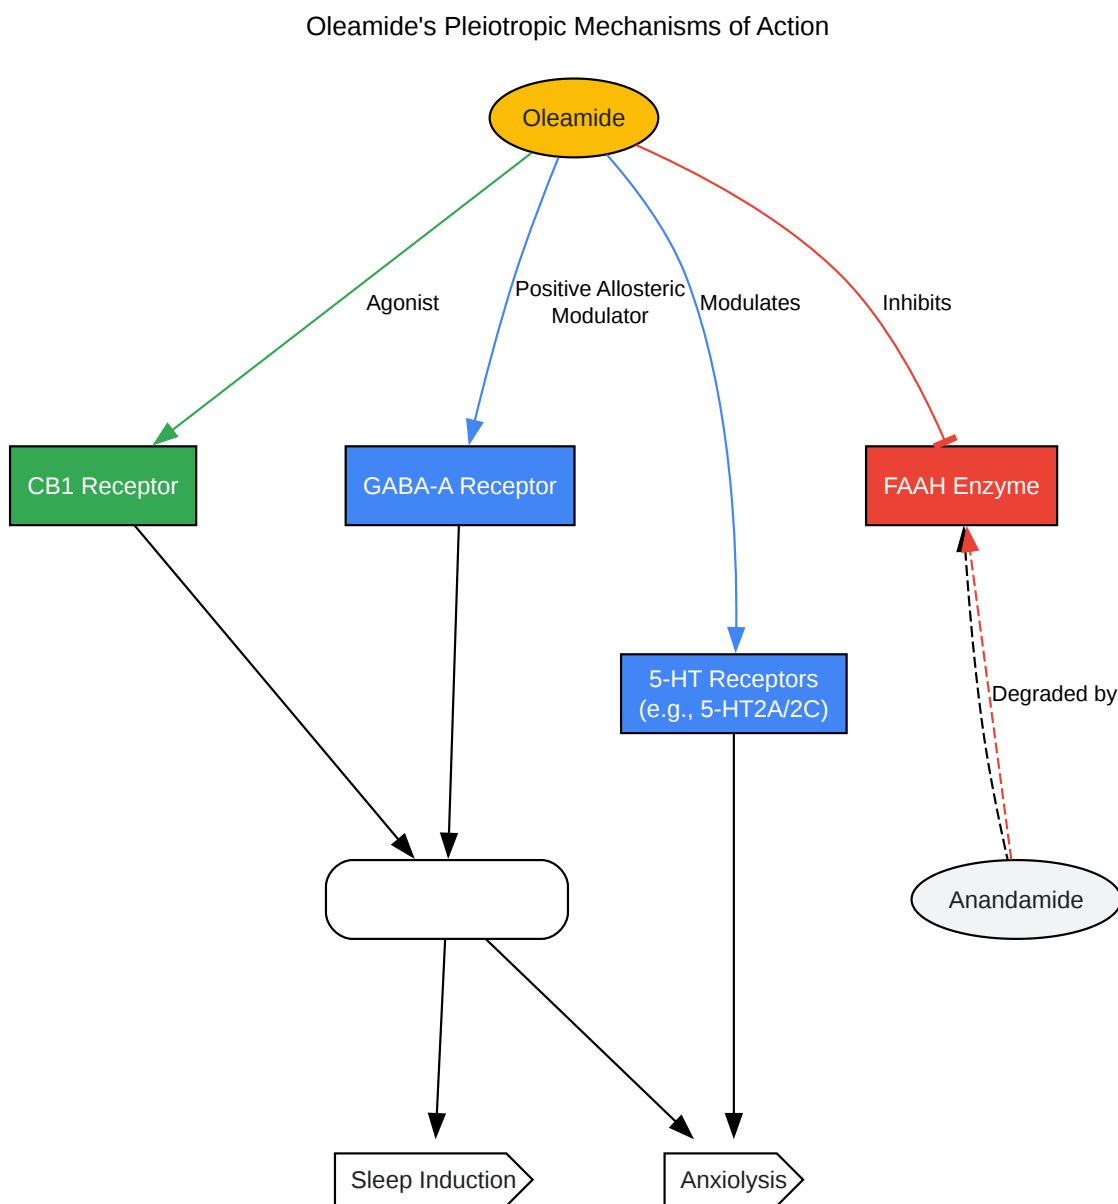 Oleamide's Pleiotropic Mechanisms of Action
Oleamide
Agonist
Positive Allosteric
Modulator
Modulates
Inhibits
CB1 Receptor
GABA-A Receptor
FAAH Enzyme
5-HT Receptors
(e.g., 5-HT2A/2C)
Degraded by
Anandamide
Sleep Induction
Anxiolysis